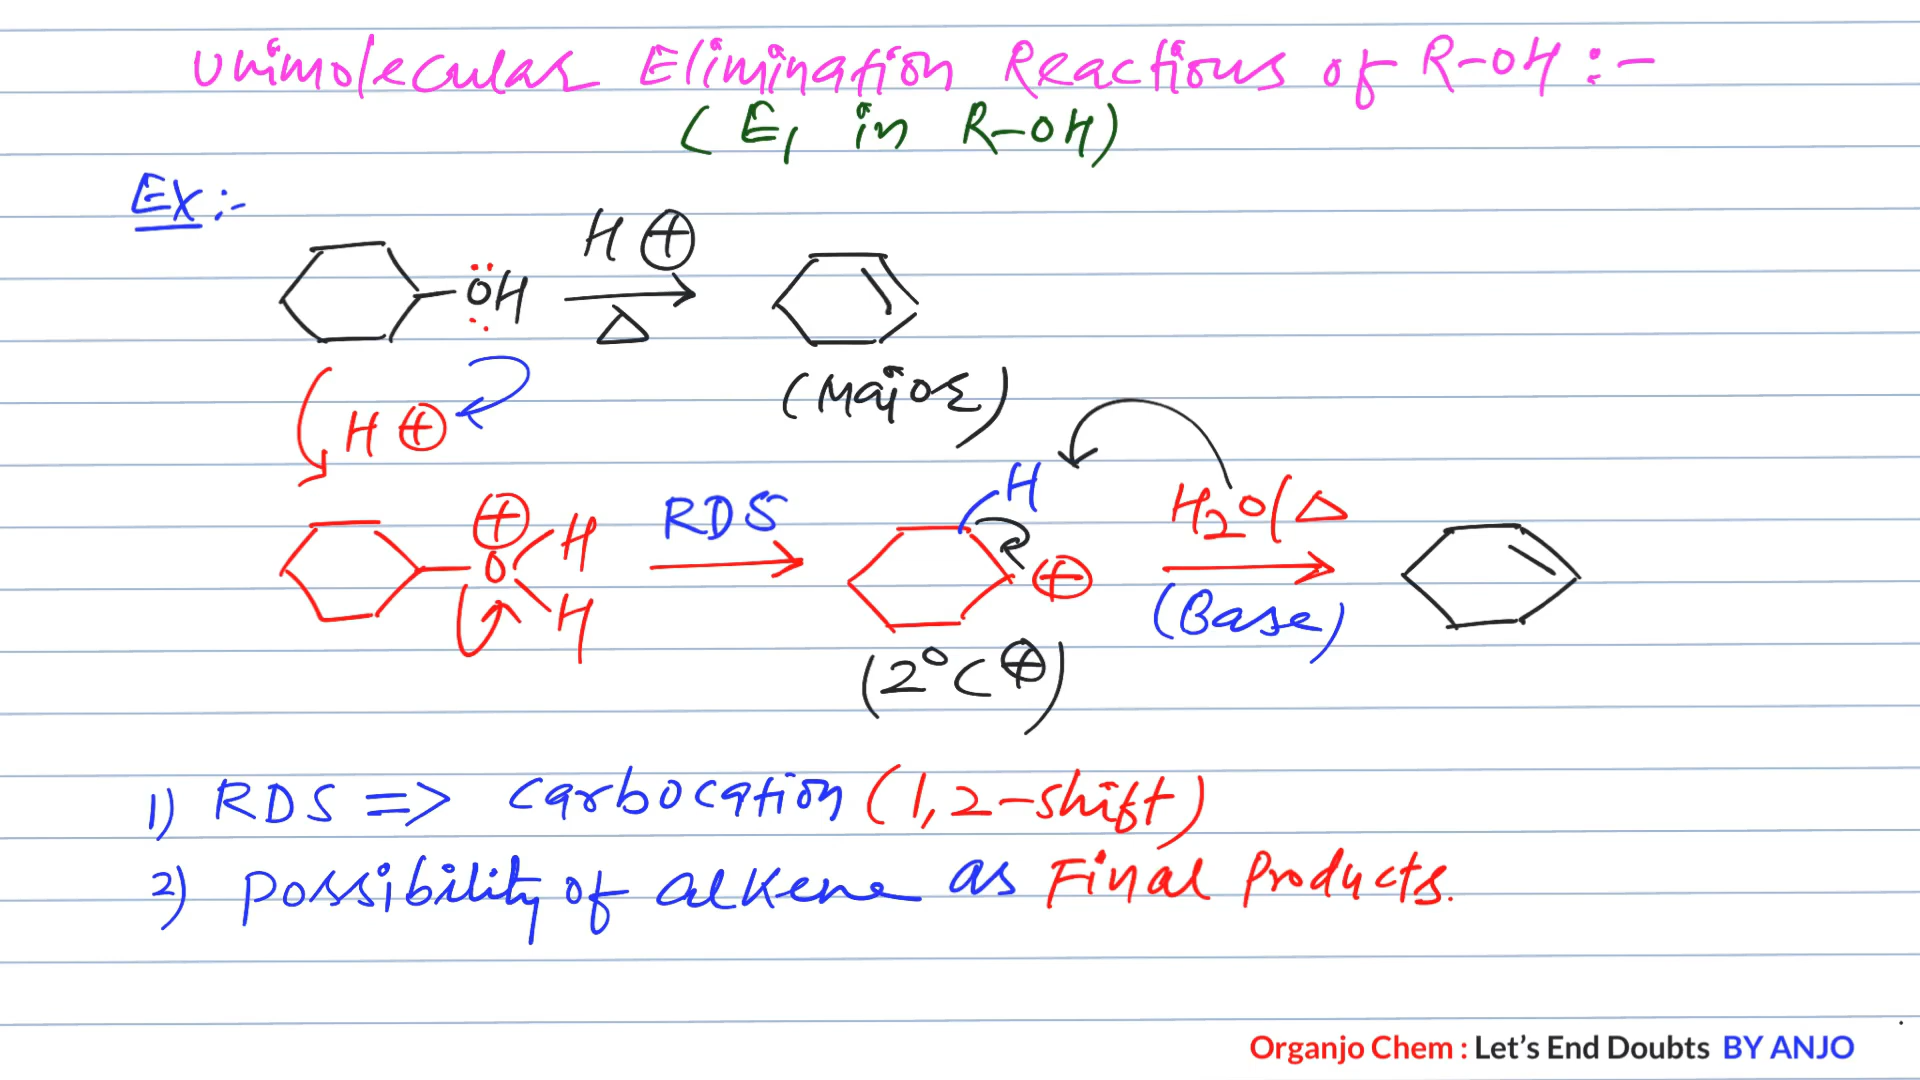 Unimolecular Elimination Reactions of R-OH :-
(E1 in R-OH)
Ex :-
OH H ⊕ Δ
(Major)
H ⊕
⊕ O H H RDS H ⊕ H2O/Δ
(Base)
(2° C⊕)
1) RDS => carbocation (1,2-shift)
2) possibility of alkene as Final Products.
Organjo Chem : Let's End Doubts BY ANJO